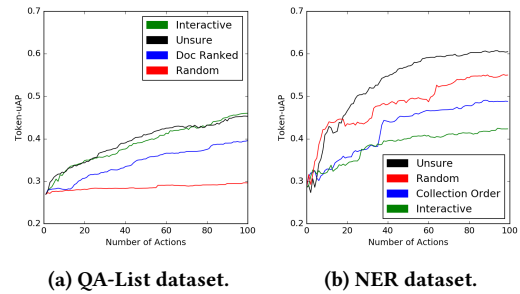 0.7
0.6
0.5
0.4
0.3
0.2
0 20 40 60 80 100
Token-uAP
Number of Actions
Interactive
Unsure
Doc Ranked
Random
(a) QA-List dataset.
0.7
0.6
0.5
0.4
0.3
0.2
0 20 40 60 80 100
Token-uAP
Number of Actions
Unsure
Random
Collection Order
Interactive
(b) NER dataset.